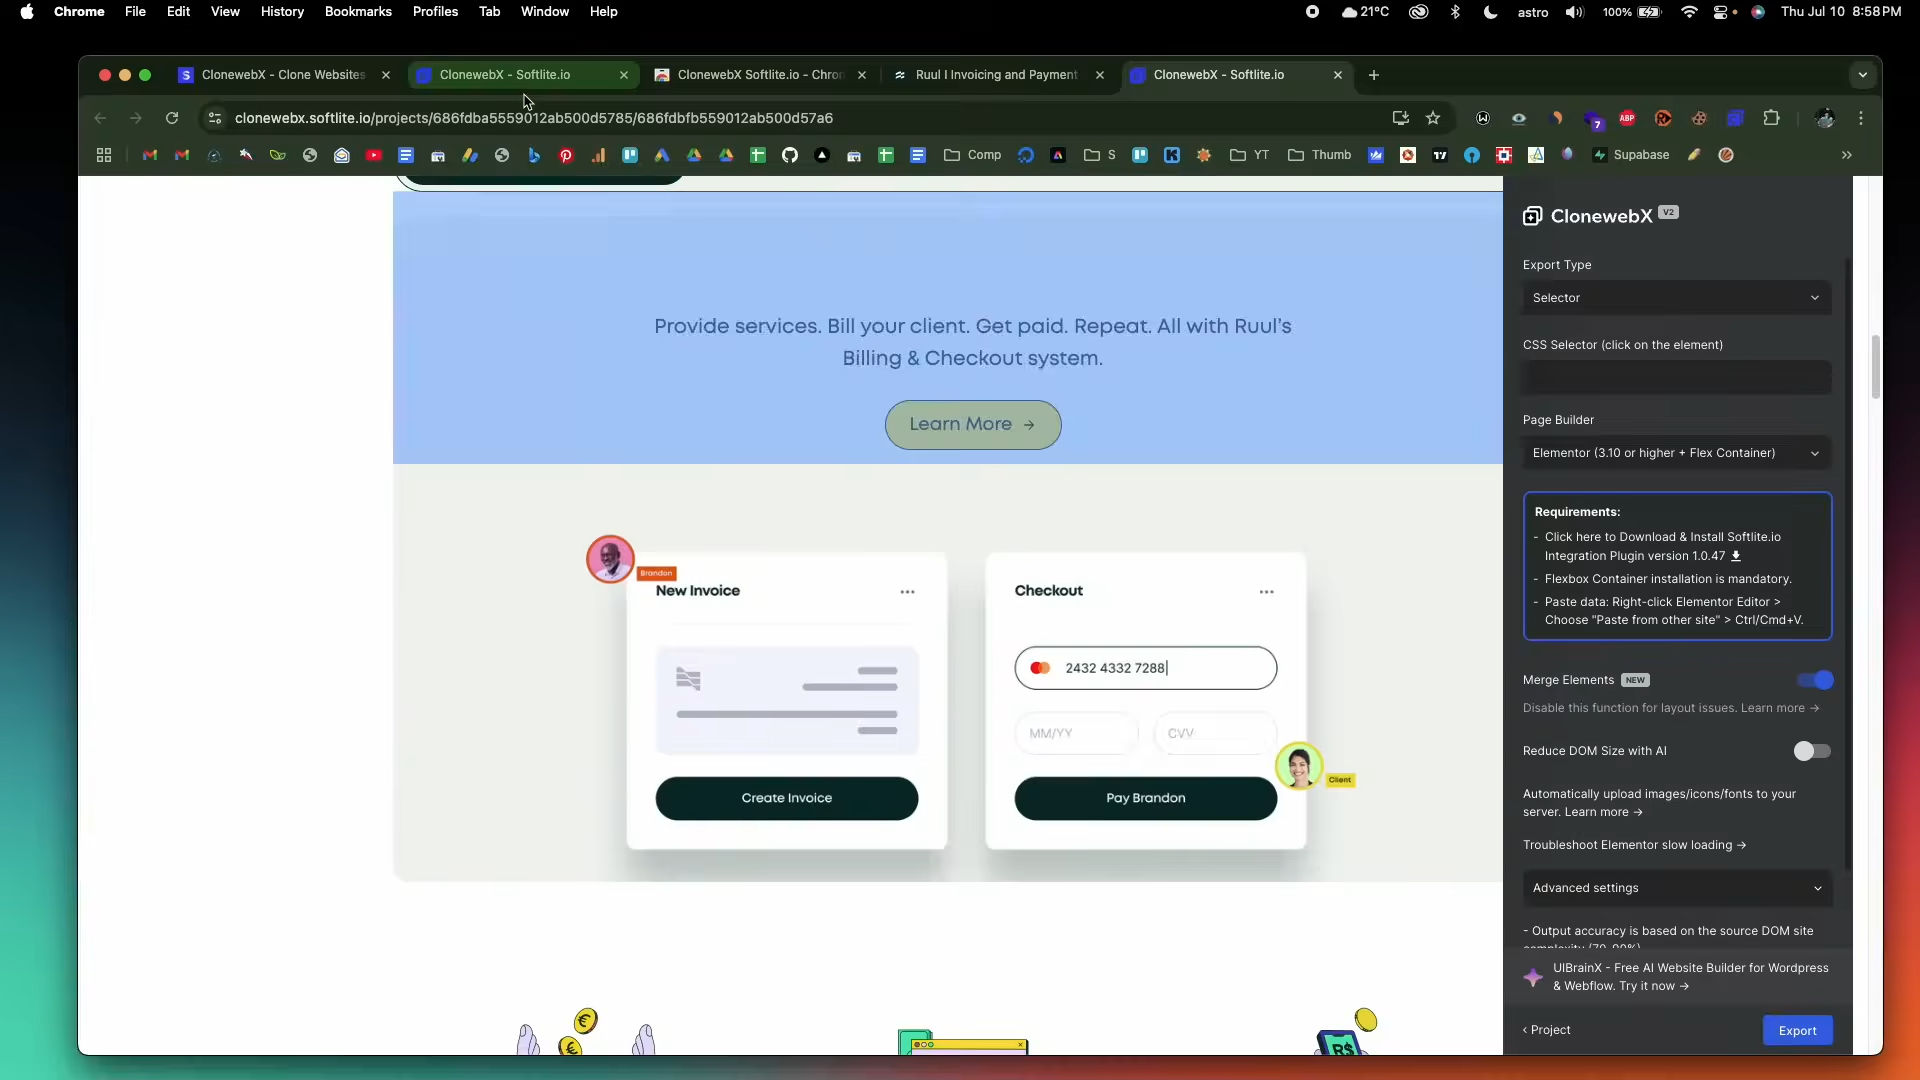 Chrome File Edit View History Bookmarks Profiles Tab Window Help
21°C astro 100% Thu Jul 10 8:58 PM
ClonewebX - Clone Websites
ClonewebX - Softlite.io
ClonewebX Softlite.io - Chron
Ruul I Invoicing and Payment
ClonewebX - Softlite.io
clonewebx.softlite.io/projects/686fdba5559012ab500d5785/686fdbfb559012ab500d57a6
7 ABP
Comp S YT Thumb Supabase
Provide services. Bill your client. Get paid. Repeat. All with Ruul’s
Billing & Checkout system.
Learn More →
Brandon
New Invoice
Create Invoice
Checkout
2432 4332 7288
MM/YY CVV
Client
Pay Brandon
€
€
R$
ClonewebX V2
Export Type
Selector
CSS Selector (click on the element)
Page Builder
Elementor (3.10 or higher + Flex Container)
Requirements:
- Click here to Download & Install Softlite.io
Integration Plugin version 1.0.47
- Flexbox Container installation is mandatory.
- Paste data: Right-click Elementor Editor >
Choose "Paste from other site" > Ctrl/Cmd+V.
Merge Elements NEW
Disable this function for layout issues. Learn more →
Reduce DOM Size with AI
Automatically upload images/icons/fonts to your
server. Learn more →
Troubleshoot Elementor slow loading →
Advanced settings
- Output accuracy is based on the source DOM site
UIBrainX - Free AI Website Builder for Wordpress
& Webflow. Try it now →
‹ Project
Export